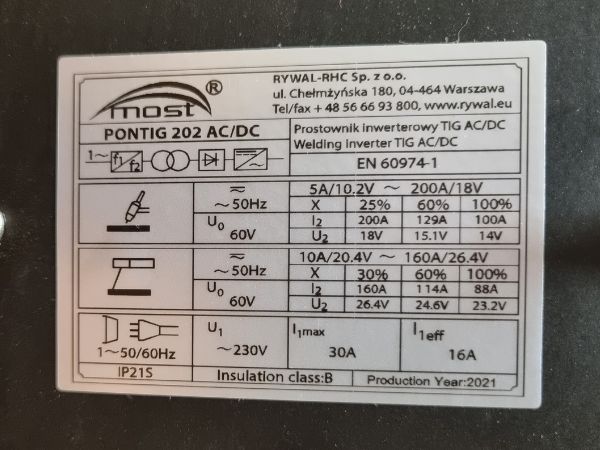 most®
RYWAL-RHC Sp. z o.o.
ul. Chełmżyńska 180, 04-464 Warszawa
Tel/fax + 48 56 66 93 800, www.rywal.eu
PONTIG 202 AC/DC
Prostownik inwerterowy TIG AC/DC
Welding Inverter TIG AC/DC
1~ f1 f2
EN 60974-1
5A/10.2V ~ 200A/18V
~50Hz X 25% 60% 100%
U0 60V I2 200A 129A 100A
U2 18V 15.1V 14V
10A/20.4V ~ 160A/26.4V
~50Hz X 30% 60% 100%
U0 60V I2 160A 114A 88A
U2 26.4V 24.6V 23.2V
1~50/60Hz U1 ~230V I1max 30A I1eff 16A
IP21S Insulation class:B Production Year:2021